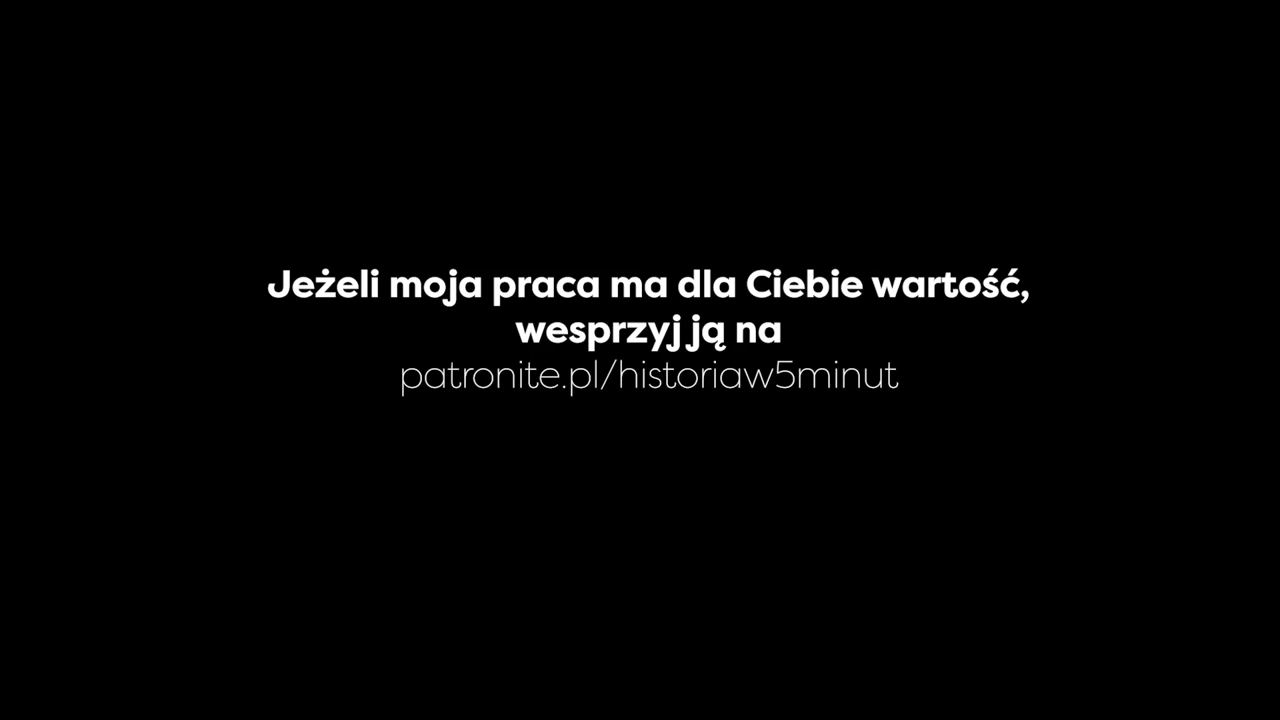 Jeżeli moja praca ma dla Ciebie wartość,
wesprzyj ją na
patronite.pl/historiaw5minut